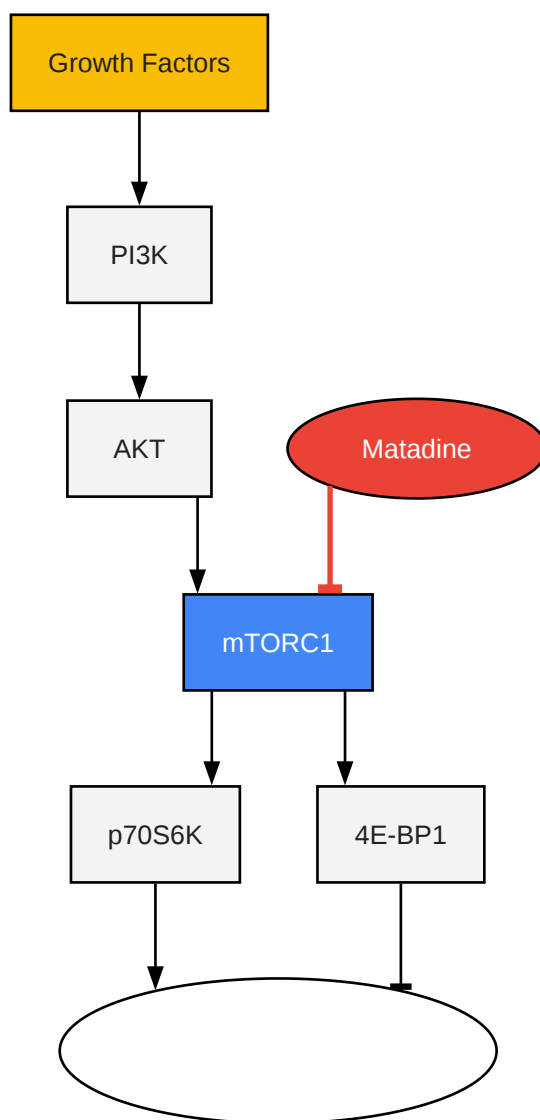 Growth Factors
PI3K
AKT
Matadine
mTORC1
p70S6K
4E-BP1